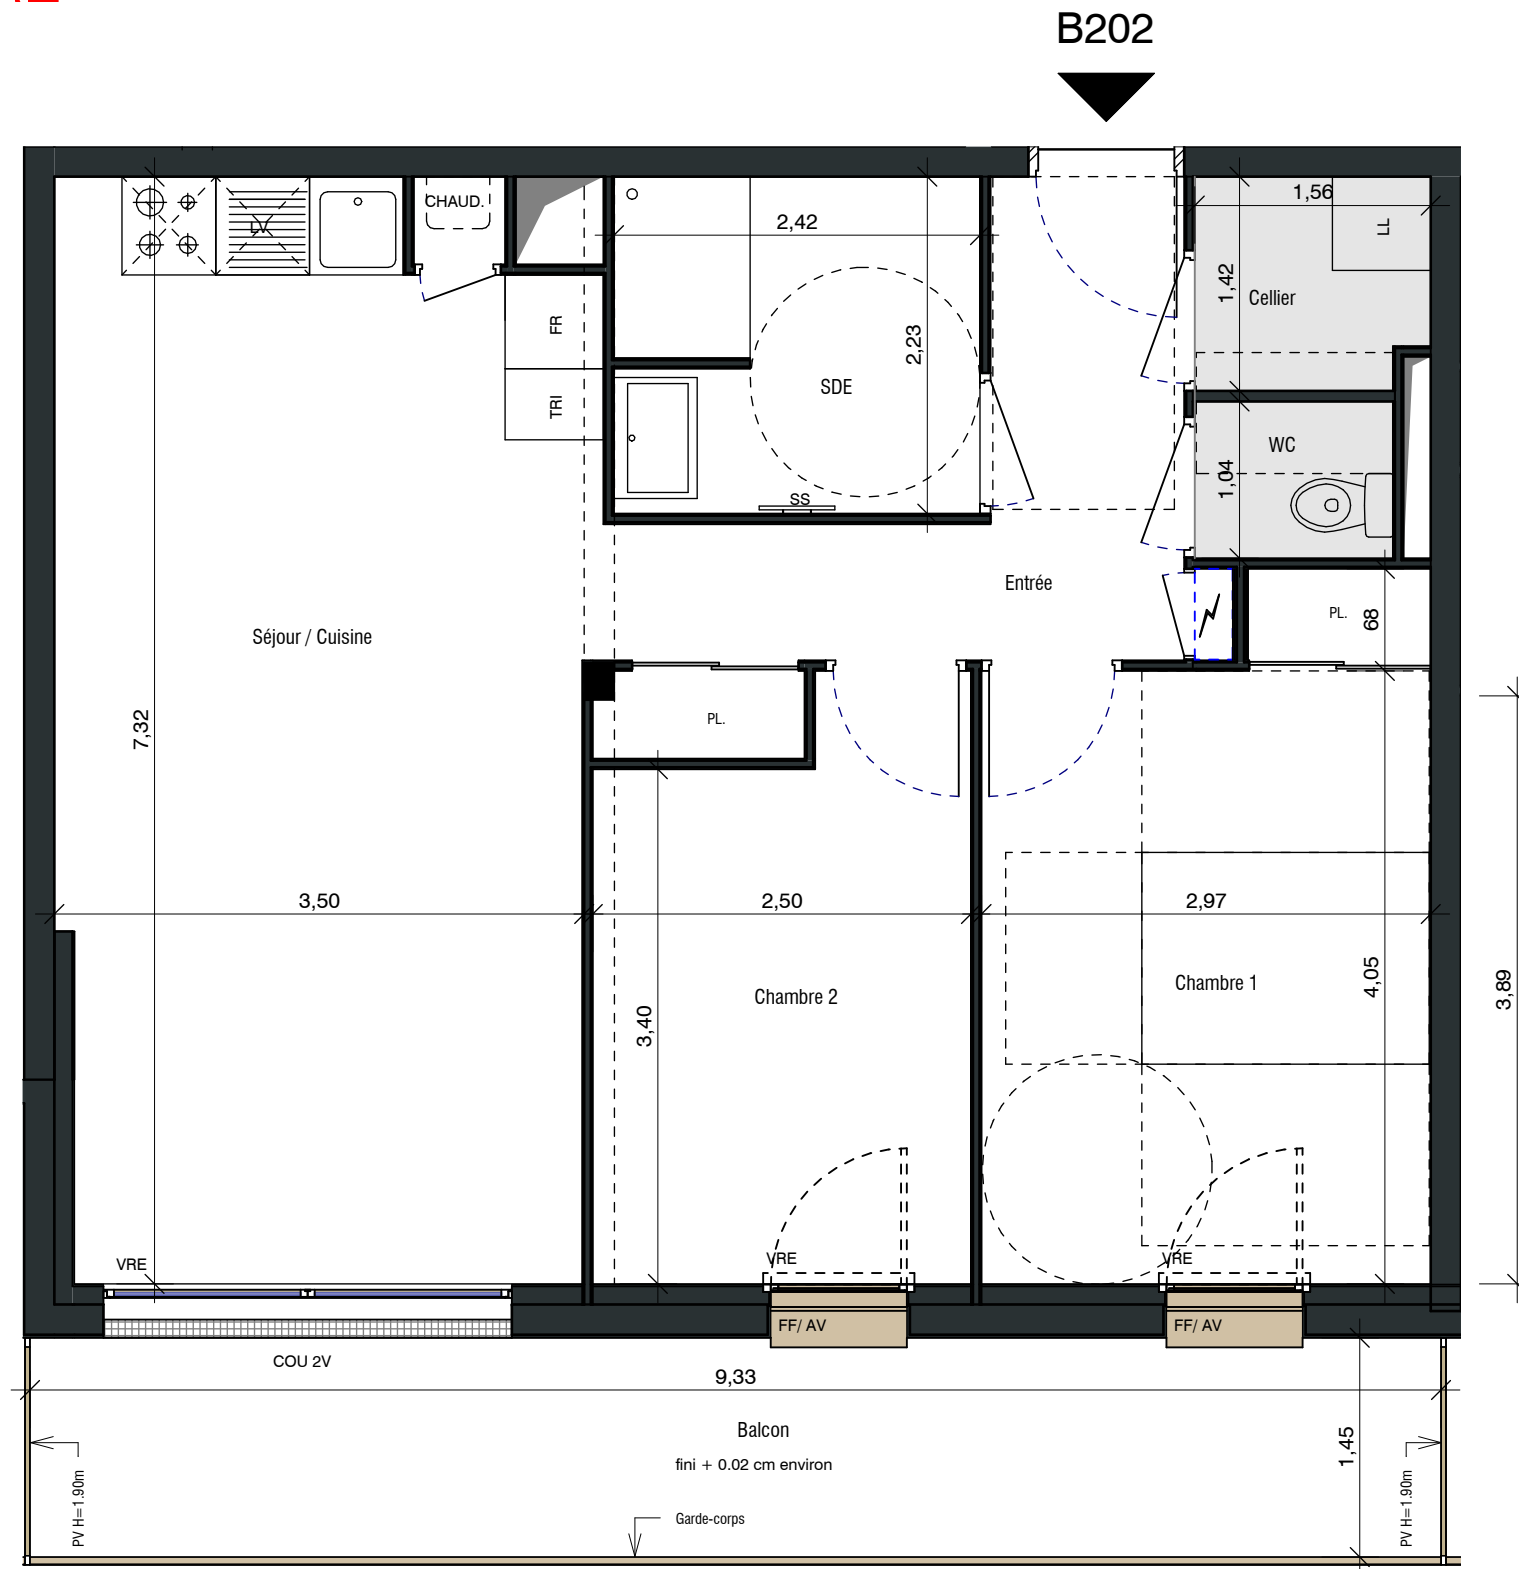 B202
CHAUD.
LV
2,42
1,56
LL
1,42
Cellier
FR
2,23
TRI
SDE
WC
1,04
SS
Entrée
PL.
68
Séjour / Cuisine
7,32
PL.
3,50
2,50
2,97
Chambre 2
Chambre 1
3,40
4,05
3,89
VRE
VRE
VRE
FF/ AV
FF/ AV
COU 2V
9,33
Balcon
fini + 0.02 cm environ
1,45
PV H=1.90m
PV H=1.90m
Garde-corps